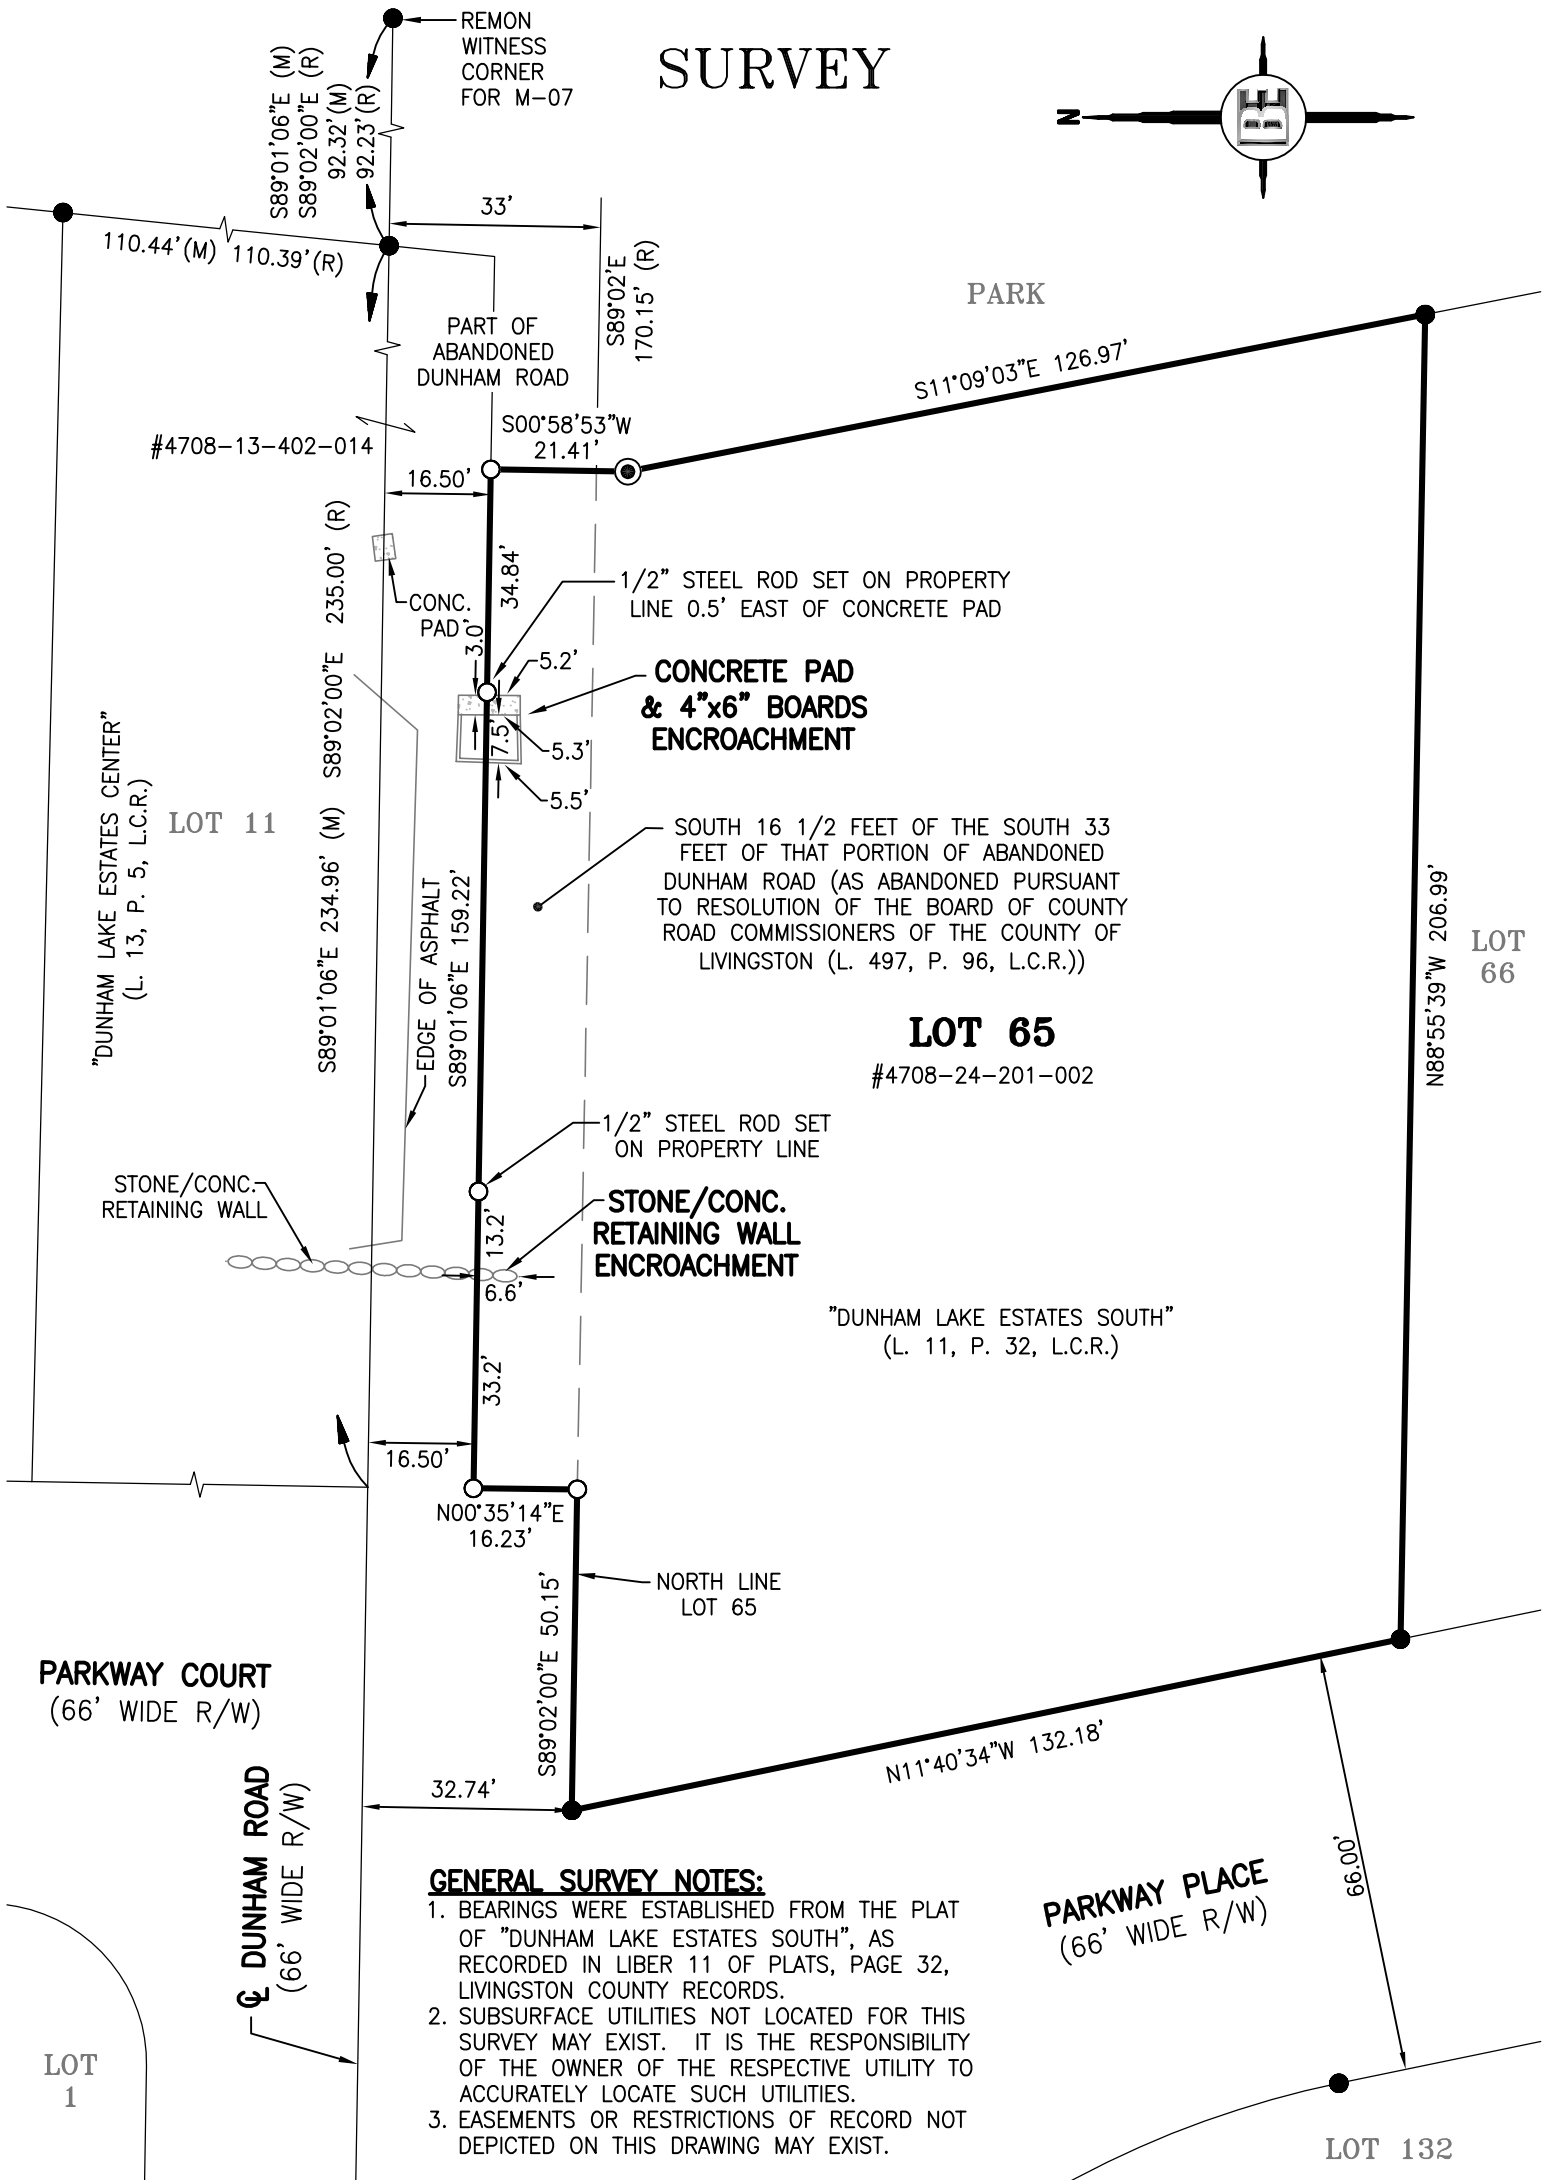 SURVEY
REMON
WITNESS
CORNER
FOR M-07
S89°01'06"E (M)
S89°02'00"E (R)
92.32'(M)
92.23'(R)
N
BE
110.44'(M) 110.39'(R)
33'
S89°02'E
170.15' (R)
PARK
PART OF
ABANDONED
DUNHAM ROAD
S11°09'03"E 126.97'
S00°58'53"W
21.41'
#4708-13-402-014
16.50'
S89°01'06"E 234.96' (M) S89°02'00"E 235.00' (R)
34.84'
CONC.
PAD
3.0'
1/2" STEEL ROD SET ON PROPERTY
LINE 0.5' EAST OF CONCRETE PAD
5.2'
CONCRETE PAD
& 4"x6" BOARDS
ENCROACHMENT
7.5'
5.3'
5.5'
"DUNHAM LAKE ESTATES CENTER"
(L. 13, P. 5, L.C.R.)
LOT 11
SOUTH 16 1/2 FEET OF THE SOUTH 33
FEET OF THAT PORTION OF ABANDONED
DUNHAM ROAD (AS ABANDONED PURSUANT
TO RESOLUTION OF THE BOARD OF COUNTY
ROAD COMMISSIONERS OF THE COUNTY OF
LIVINGSTON (L. 497, P. 96, L.C.R.))
EDGE OF ASPHALT
S89°01'06"E 159.22'
N88°55'39"W 206.99'
LOT
66
LOT 65
#4708-24-201-002
1/2" STEEL ROD SET
ON PROPERTY LINE
STONE/CONC.
RETAINING WALL
STONE/CONC.
RETAINING WALL
ENCROACHMENT
13.2'
6.6'
"DUNHAM LAKE ESTATES SOUTH"
(L. 11, P. 32, L.C.R.)
33.2'
16.50'
N00°35'14"E
16.23'
S89°02'00"E 50.15'
NORTH LINE
LOT 65
PARKWAY COURT
(66' WIDE R/W)
32.74'
N11°40'34"W 132.18'
CL DUNHAM ROAD
(66' WIDE R/W)
66.00'
PARKWAY PLACE
(66' WIDE R/W)
GENERAL SURVEY NOTES:
1. BEARINGS WERE ESTABLISHED FROM THE PLAT
OF "DUNHAM LAKE ESTATES SOUTH", AS
RECORDED IN LIBER 11 OF PLATS, PAGE 32,
LIVINGSTON COUNTY RECORDS.
2. SUBSURFACE UTILITIES NOT LOCATED FOR THIS
SURVEY MAY EXIST. IT IS THE RESPONSIBILITY
OF THE OWNER OF THE RESPECTIVE UTILITY TO
ACCURATELY LOCATE SUCH UTILITIES.
3. EASEMENTS OR RESTRICTIONS OF RECORD NOT
DEPICTED ON THIS DRAWING MAY EXIST.
LOT
1
LOT 132